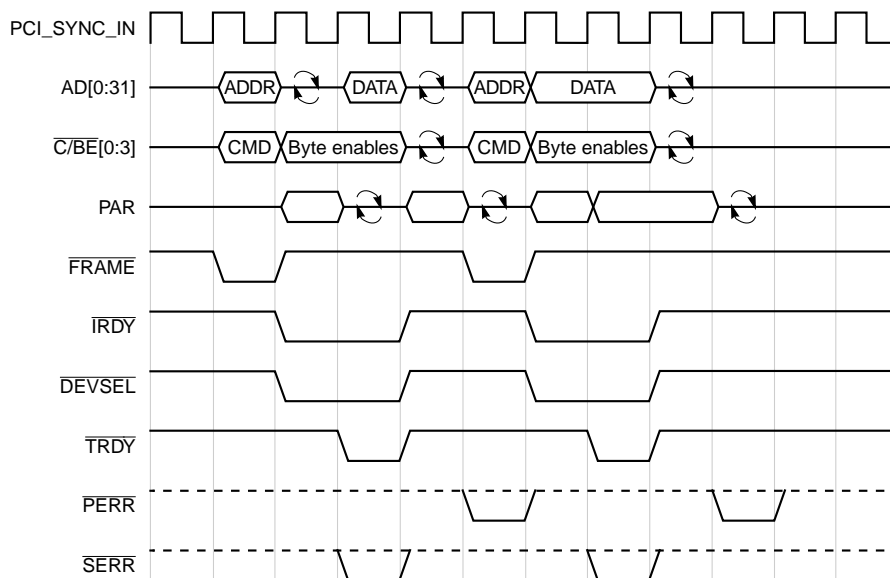 PCI_SYNC_IN
AD[0:31] ADDR DATA ADDR DATA
C/BE[0:3] CMD Byte enables CMD Byte enables
PAR
FRAME
IRDY
DEVSEL
TRDY
PERR
SERR